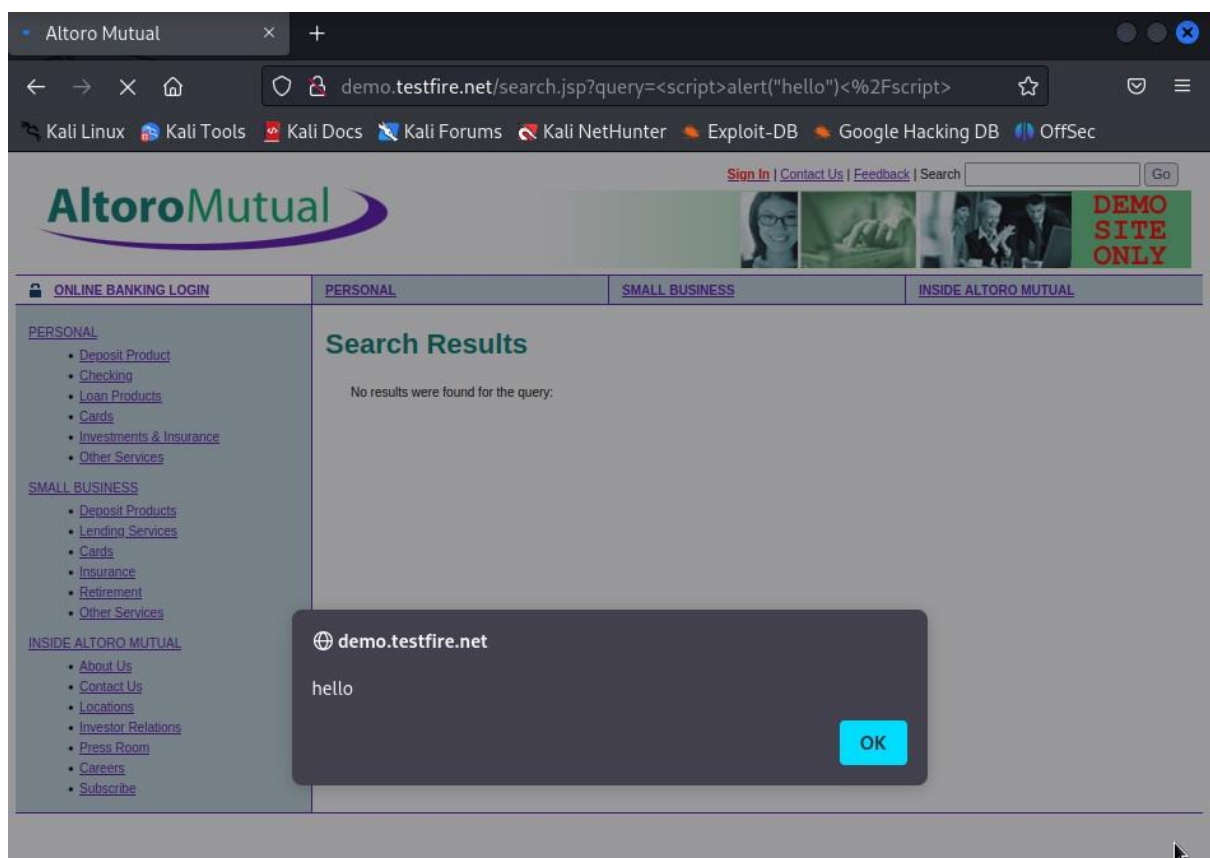 Altoro Mutual
demo.testfire.net/search.jsp?query=<script>alert("hello")<%2Fscript>
Kali Linux Kali Tools Kali Docs Kali Forums Kali NetHunter Exploit-DB Google Hacking DB OffSec
Sign In | Contact Us | Feedback | Search Go
AltoroMutual
DEMO
SITE
ONLY
ONLINE BANKING LOGIN PERSONAL SMALL BUSINESS INSIDE ALTORO MUTUAL
PERSONAL
Deposit Product
Checking
Loan Products
Cards
Investments & Insurance
Other Services
SMALL BUSINESS
Deposit Products
Lending Services
Cards
Insurance
Retirement
Other Services
INSIDE ALTORO MUTUAL
About Us
Contact Us
Locations
Investor Relations
Press Room
Careers
Subscribe
Search Results
No results were found for the query:
demo.testfire.net
hello
OK